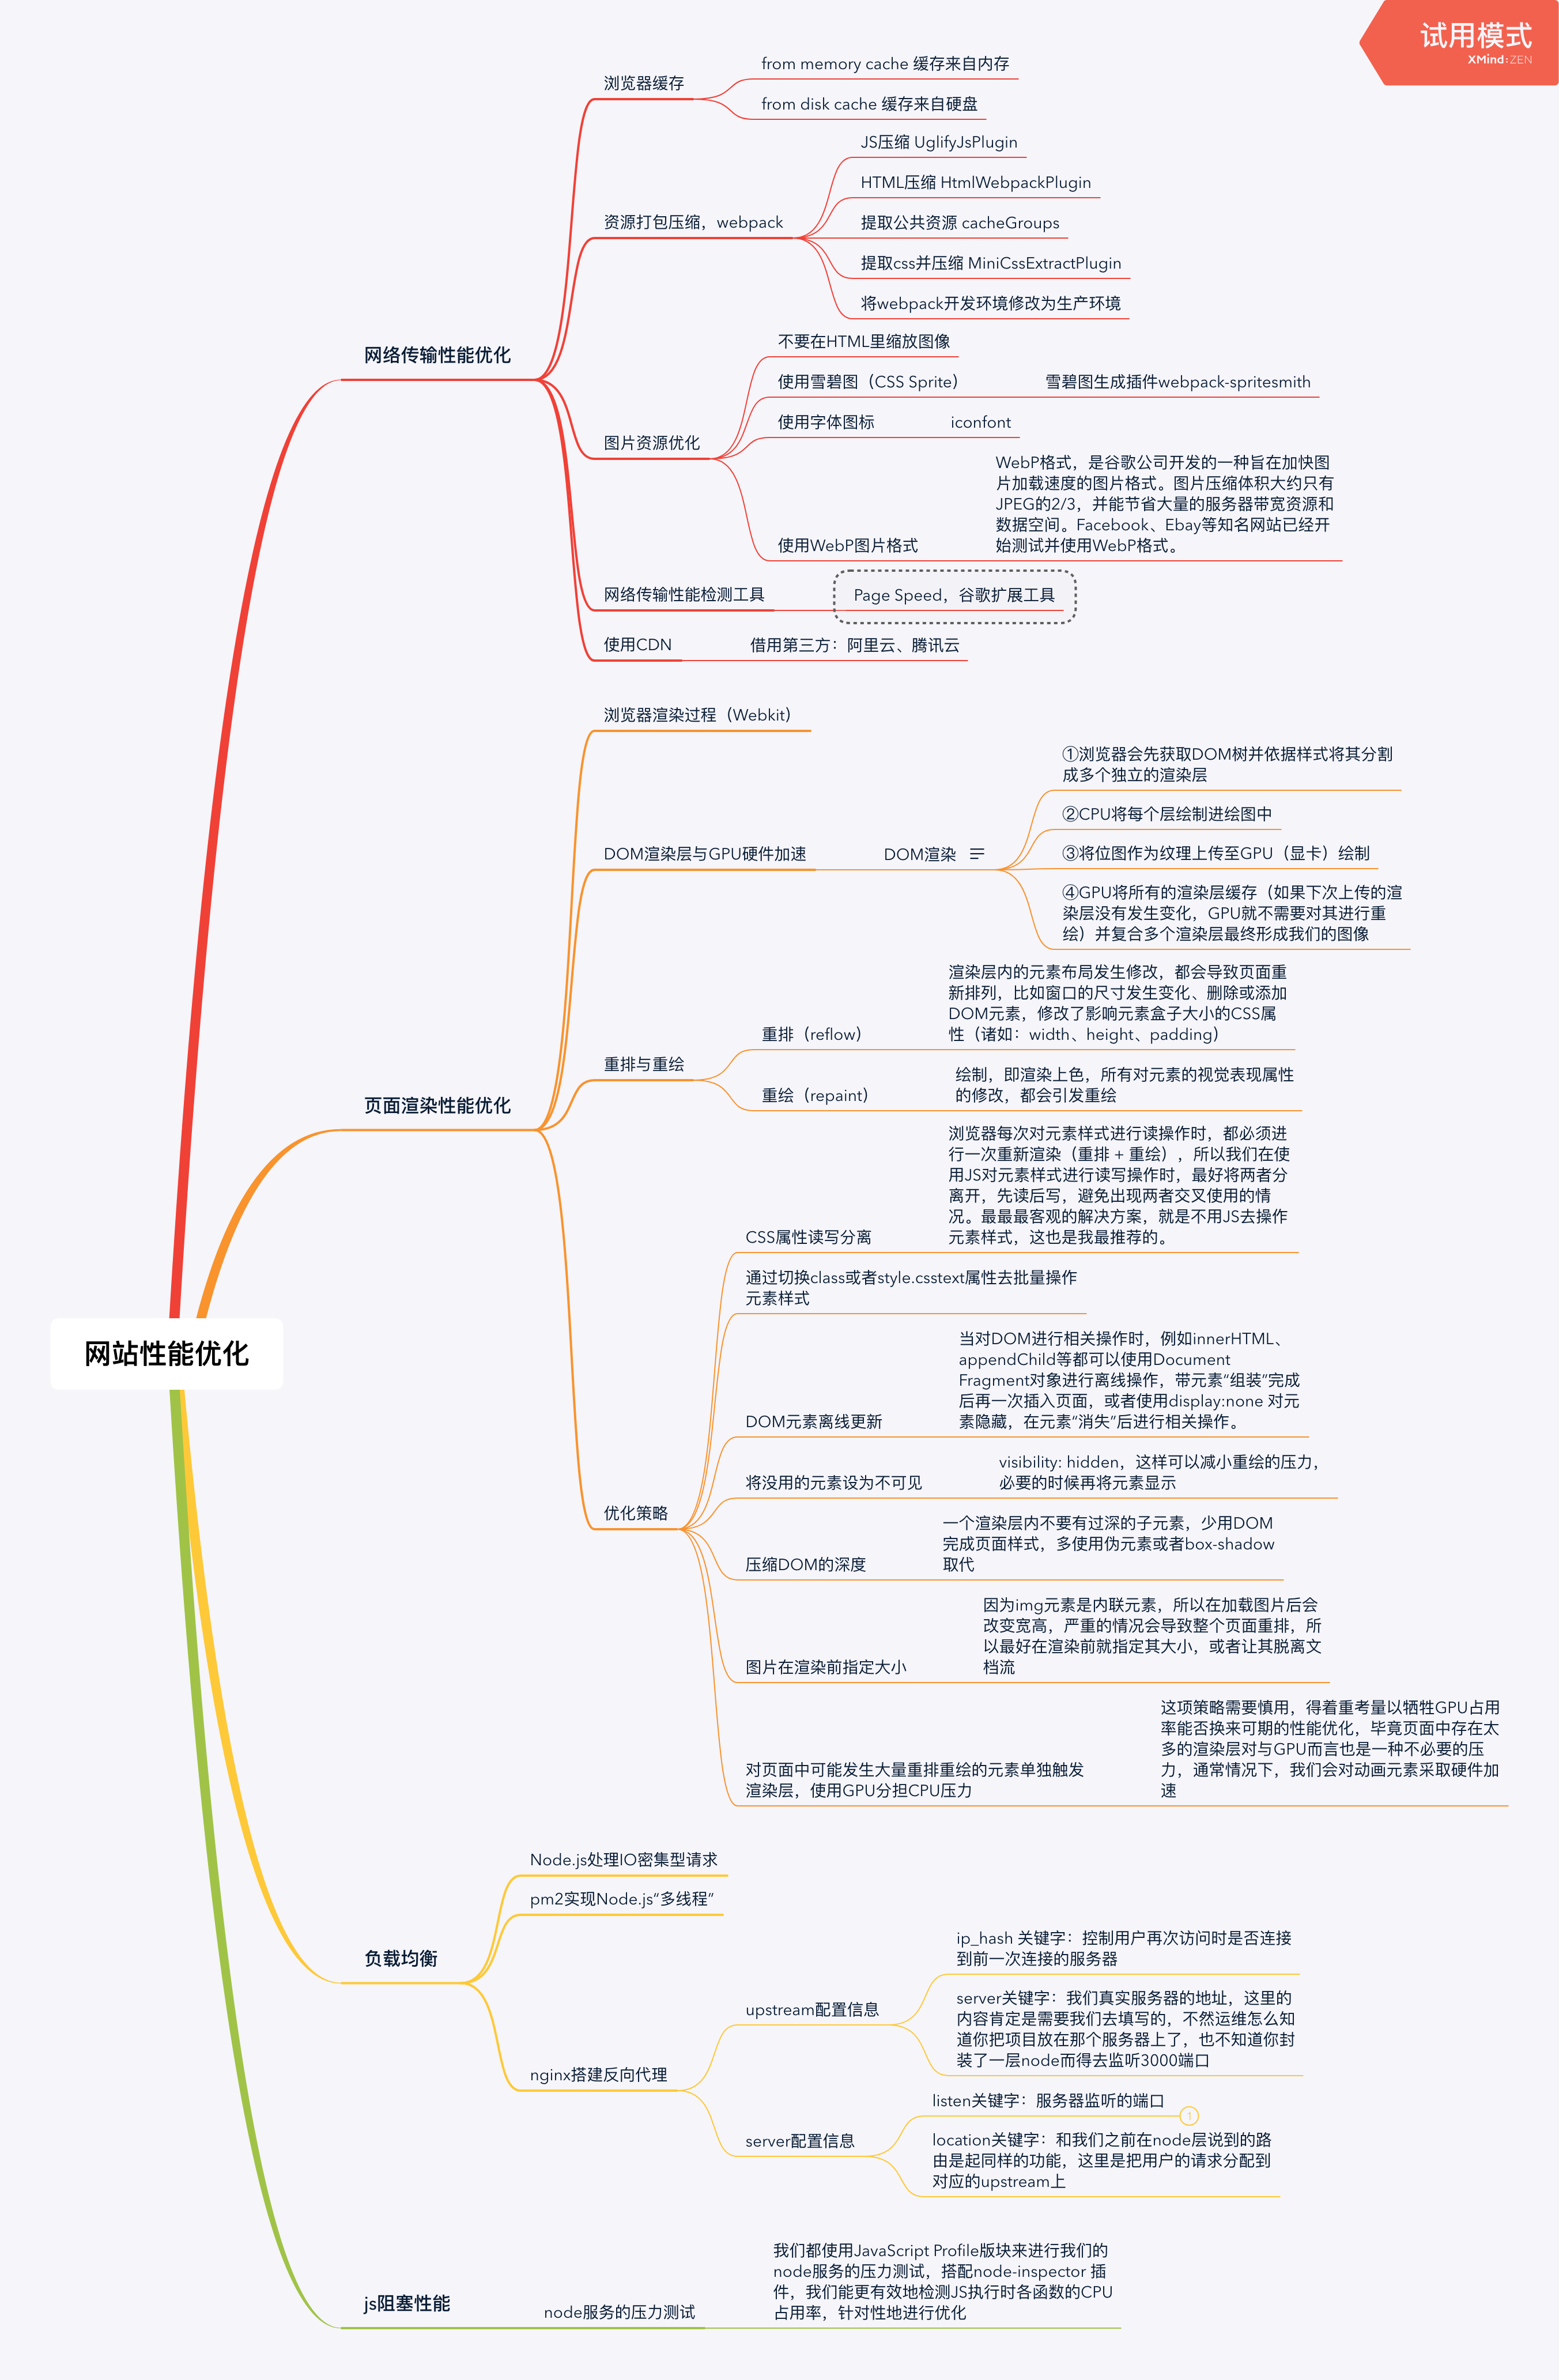 试用模式
XMind:ZEN
网站性能优化
网络传输性能优化
浏览器缓存
from memory cache 缓存来自内存
from disk cache 缓存来自硬盘
资源打包压缩，webpack
JS压缩 UglifyJsPlugin
HTML压缩 HtmlWebpackPlugin
提取公共资源 cacheGroups
提取css并压缩 MiniCssExtractPlugin
将webpack开发环境修改为生产环境
图片资源优化
不要在HTML里缩放图像
使用雪碧图（CSS Sprite）
雪碧图生成插件webpack-spritesmith
使用字体图标
iconfont
使用WebP图片格式
WebP格式，是谷歌公司开发的一种旨在加快图
片加载速度的图片格式。图片压缩体积大约只有
JPEG的2/3，并能节省大量的服务器带宽资源和
数据空间。Facebook、Ebay等知名网站已经开
始测试并使用WebP格式。
网络传输性能检测工具
Page Speed，谷歌扩展工具
使用CDN
借用第三方：阿里云、腾讯云
页面渲染性能优化
浏览器渲染过程（Webkit）
DOM渲染层与GPU硬件加速
DOM渲染
①浏览器会先获取DOM树并依据样式将其分割
成多个独立的渲染层
②CPU将每个层绘制进绘图中
③将位图作为纹理上传至GPU（显卡）绘制
④GPU将所有的渲染层缓存（如果下次上传的渲
染层没有发生变化，GPU就不需要对其进行重
绘）并复合多个渲染层最终形成我们的图像
重排与重绘
重排（reflow）
渲染层内的元素布局发生修改，都会导致页面重
新排列，比如窗口的尺寸发生变化、删除或添加
DOM元素，修改了影响元素盒子大小的CSS属
性（诸如：width、height、padding）
重绘（repaint）
绘制，即渲染上色，所有对元素的视觉表现属性
的修改，都会引发重绘
优化策略
CSS属性读写分离
浏览器每次对元素样式进行读操作时，都必须进
行一次重新渲染（重排 + 重绘），所以我们在使
用JS对元素样式进行读写操作时，最好将两者分
离开，先读后写，避免出现两者交叉使用的情
况。最最最客观的解决方案，就是不用JS去操作
元素样式，这也是我最推荐的。
通过切换class或者style.csstext属性去批量操作
元素样式
DOM元素离线更新
当对DOM进行相关操作时，例如innerHTML、
appendChild等都可以使用Document
Fragment对象进行离线操作，带元素“组装”完成
后再一次插入页面，或者使用display:none 对元
素隐藏，在元素“消失”后进行相关操作。
将没用的元素设为不可见
visibility: hidden，这样可以减小重绘的压力，
必要的时候再将元素显示
压缩DOM的深度
一个渲染层内不要有过深的子元素，少用DOM
完成页面样式，多使用伪元素或者box-shadow
取代
图片在渲染前指定大小
因为img元素是内联元素，所以在加载图片后会
改变宽高，严重的情况会导致整个页面重排，所
以最好在渲染前就指定其大小，或者让其脱离文
档流
对页面中可能发生大量重排重绘的元素单独触发
渲染层，使用GPU分担CPU压力
这项策略需要慎用，得着重考量以牺牲GPU占用
率能否换来可期的性能优化，毕竟页面中存在太
多的渲染层对与GPU而言也是一种不必要的压
力，通常情况下，我们会对动画元素采取硬件加
速
负载均衡
Node.js处理IO密集型请求
pm2实现Node.js“多线程”
nginx搭建反向代理
upstream配置信息
ip_hash 关键字：控制用户再次访问时是否连接
到前一次连接的服务器
server关键字：我们真实服务器的地址，这里的
内容肯定是需要我们去填写的，不然运维怎么知
道你把项目放在那个服务器上了，也不知道你封
装了一层node而得去监听3000端口
server配置信息
listen关键字：服务器监听的端口
1
location关键字：和我们之前在node层说到的路
由是起同样的功能，这里是把用户的请求分配到
对应的upstream上
js阻塞性能
node服务的压力测试
我们都使用JavaScript Profile版块来进行我们的
node服务的压力测试，搭配node-inspector 插
件，我们能更有效地检测JS执行时各函数的CPU
占用率，针对性地进行优化